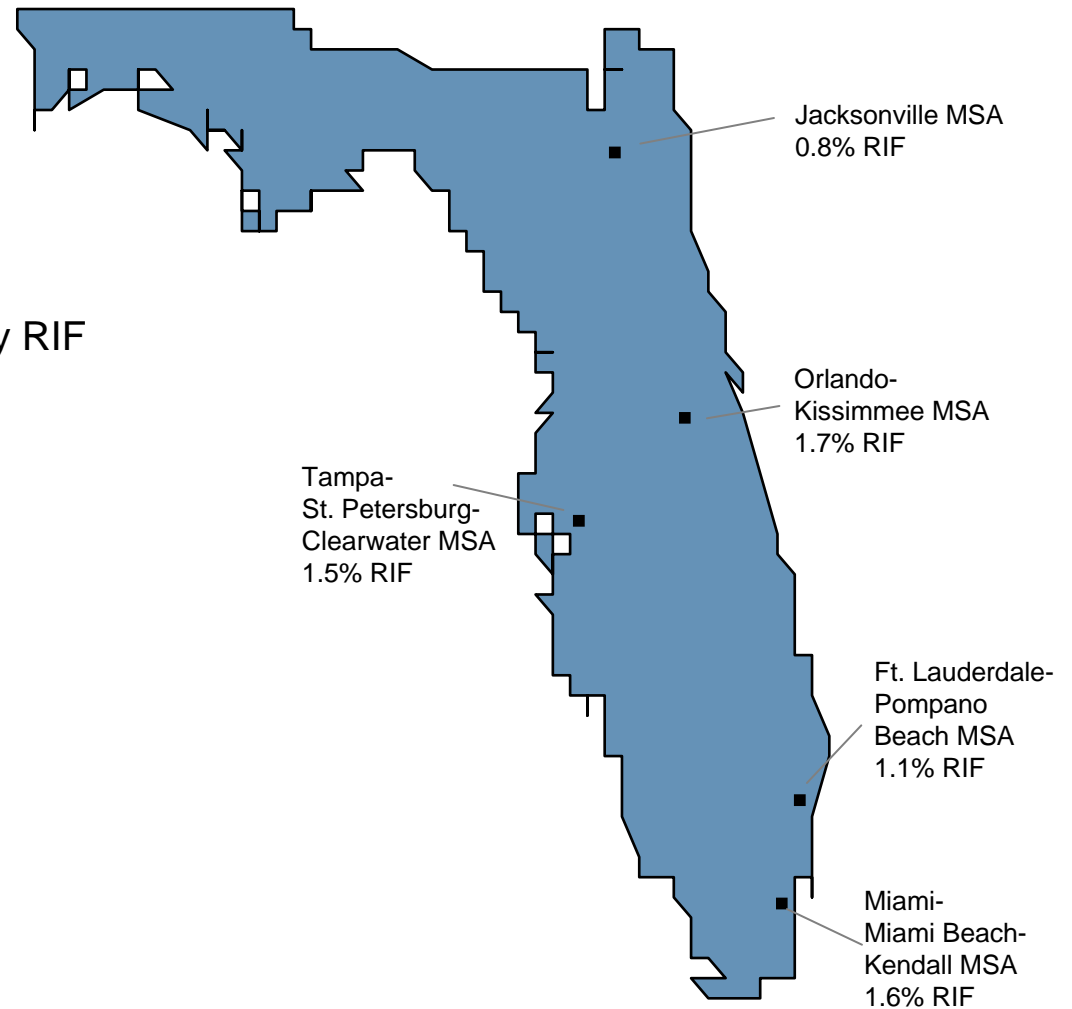 Jacksonville MSA
0.8% RIF
RIF
Orlando-
Kissimmee MSA
1.7% RIF
Tampa-
St. Petersburg-
Clearwater MSA
1.5% RIF
Ft. Lauderdale-
Pompano
Beach MSA
1.1% RIF
Miami-
Miami Beach-
Kendall MSA
1.6% RIF